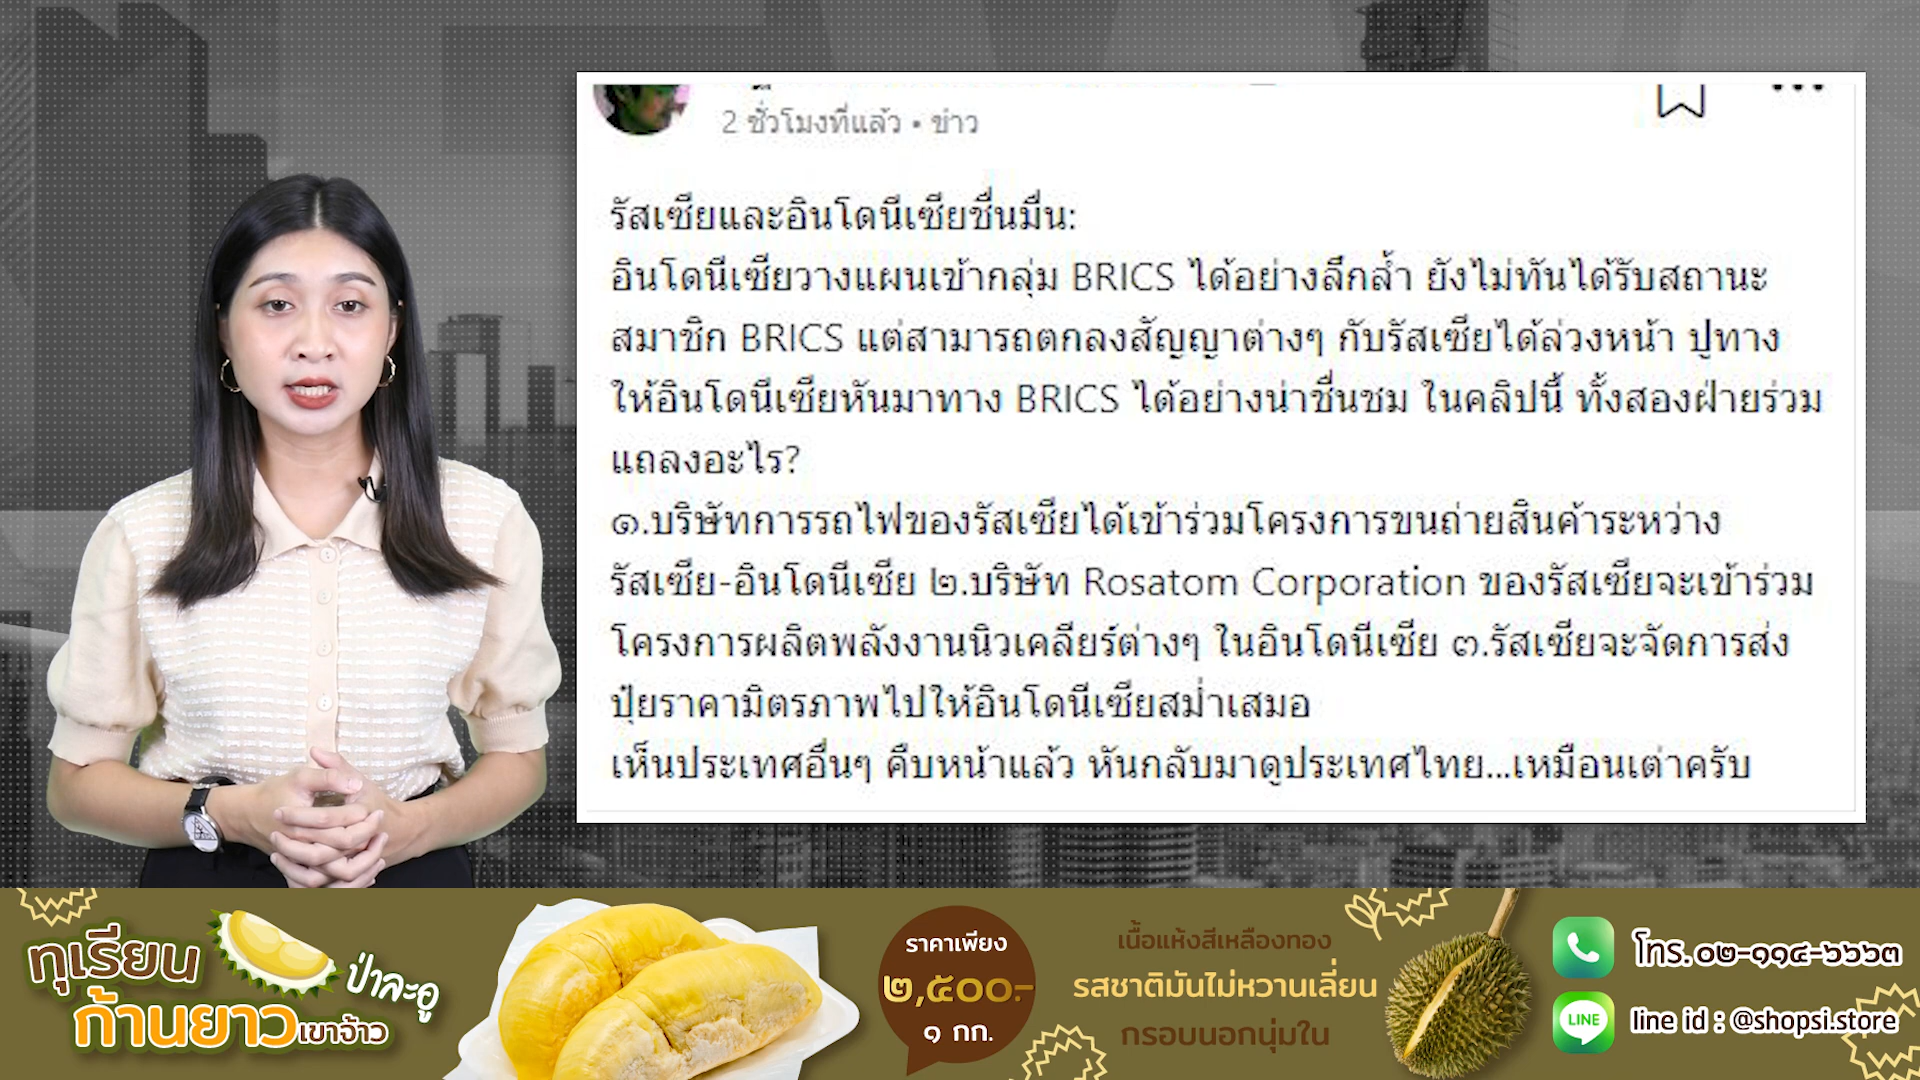 2 ชั่วโมงที่แล้ว • ข่าว
รัสเซียและอินโดนีเซียชื่นมื่น:
อินโดนีเซียวางแผนเข้ากลุ่ม BRICS ได้อย่างลึกล้ำ ยังไม่ทันได้รับสถานะ
สมาชิก BRICS แต่สามารถตกลงสัญญาต่างๆ กับรัสเซียได้ล่วงหน้า ปูทาง
ให้อินโดนีเซียหันมาทาง BRICS ได้อย่างน่าชื่นชม ในคลิปนี้ ทั้งสองฝ่ายร่วม
แถลงอะไร?
๑.บริษัทการรถไฟของรัสเซียได้เข้าร่วมโครงการขนถ่ายสินค้าระหว่าง
รัสเซีย-อินโดนีเซีย ๒.บริษัท Rosatom Corporation ของรัสเซียจะเข้าร่วม
โครงการผลิตพลังงานนิวเคลียร์ต่างๆ ในอินโดนีเซีย ๓.รัสเซียจะจัดการส่ง
ปุ๋ยราคามิตรภาพไปให้อินโดนีเซียสม่ำเสมอ
เห็นประเทศอื่นๆ คืบหน้าแล้ว หันกลับมาดูประเทศไทย...เหมือนเต่าครับ
ทุเรียน
ป่าละอู
ก้านยาวเขาจ้าว
ราคาเพียง
๒,๕๐๐.-
๑ กก.
เนื้อแห้งสีเหลืองทอง
รสชาติมันไม่หวานเลี่ยน
กรอบนอกนุ่มใน
โทร.๐๒-๑๑๔-๖๖๖๓
LINE
line id : @shopsi.store